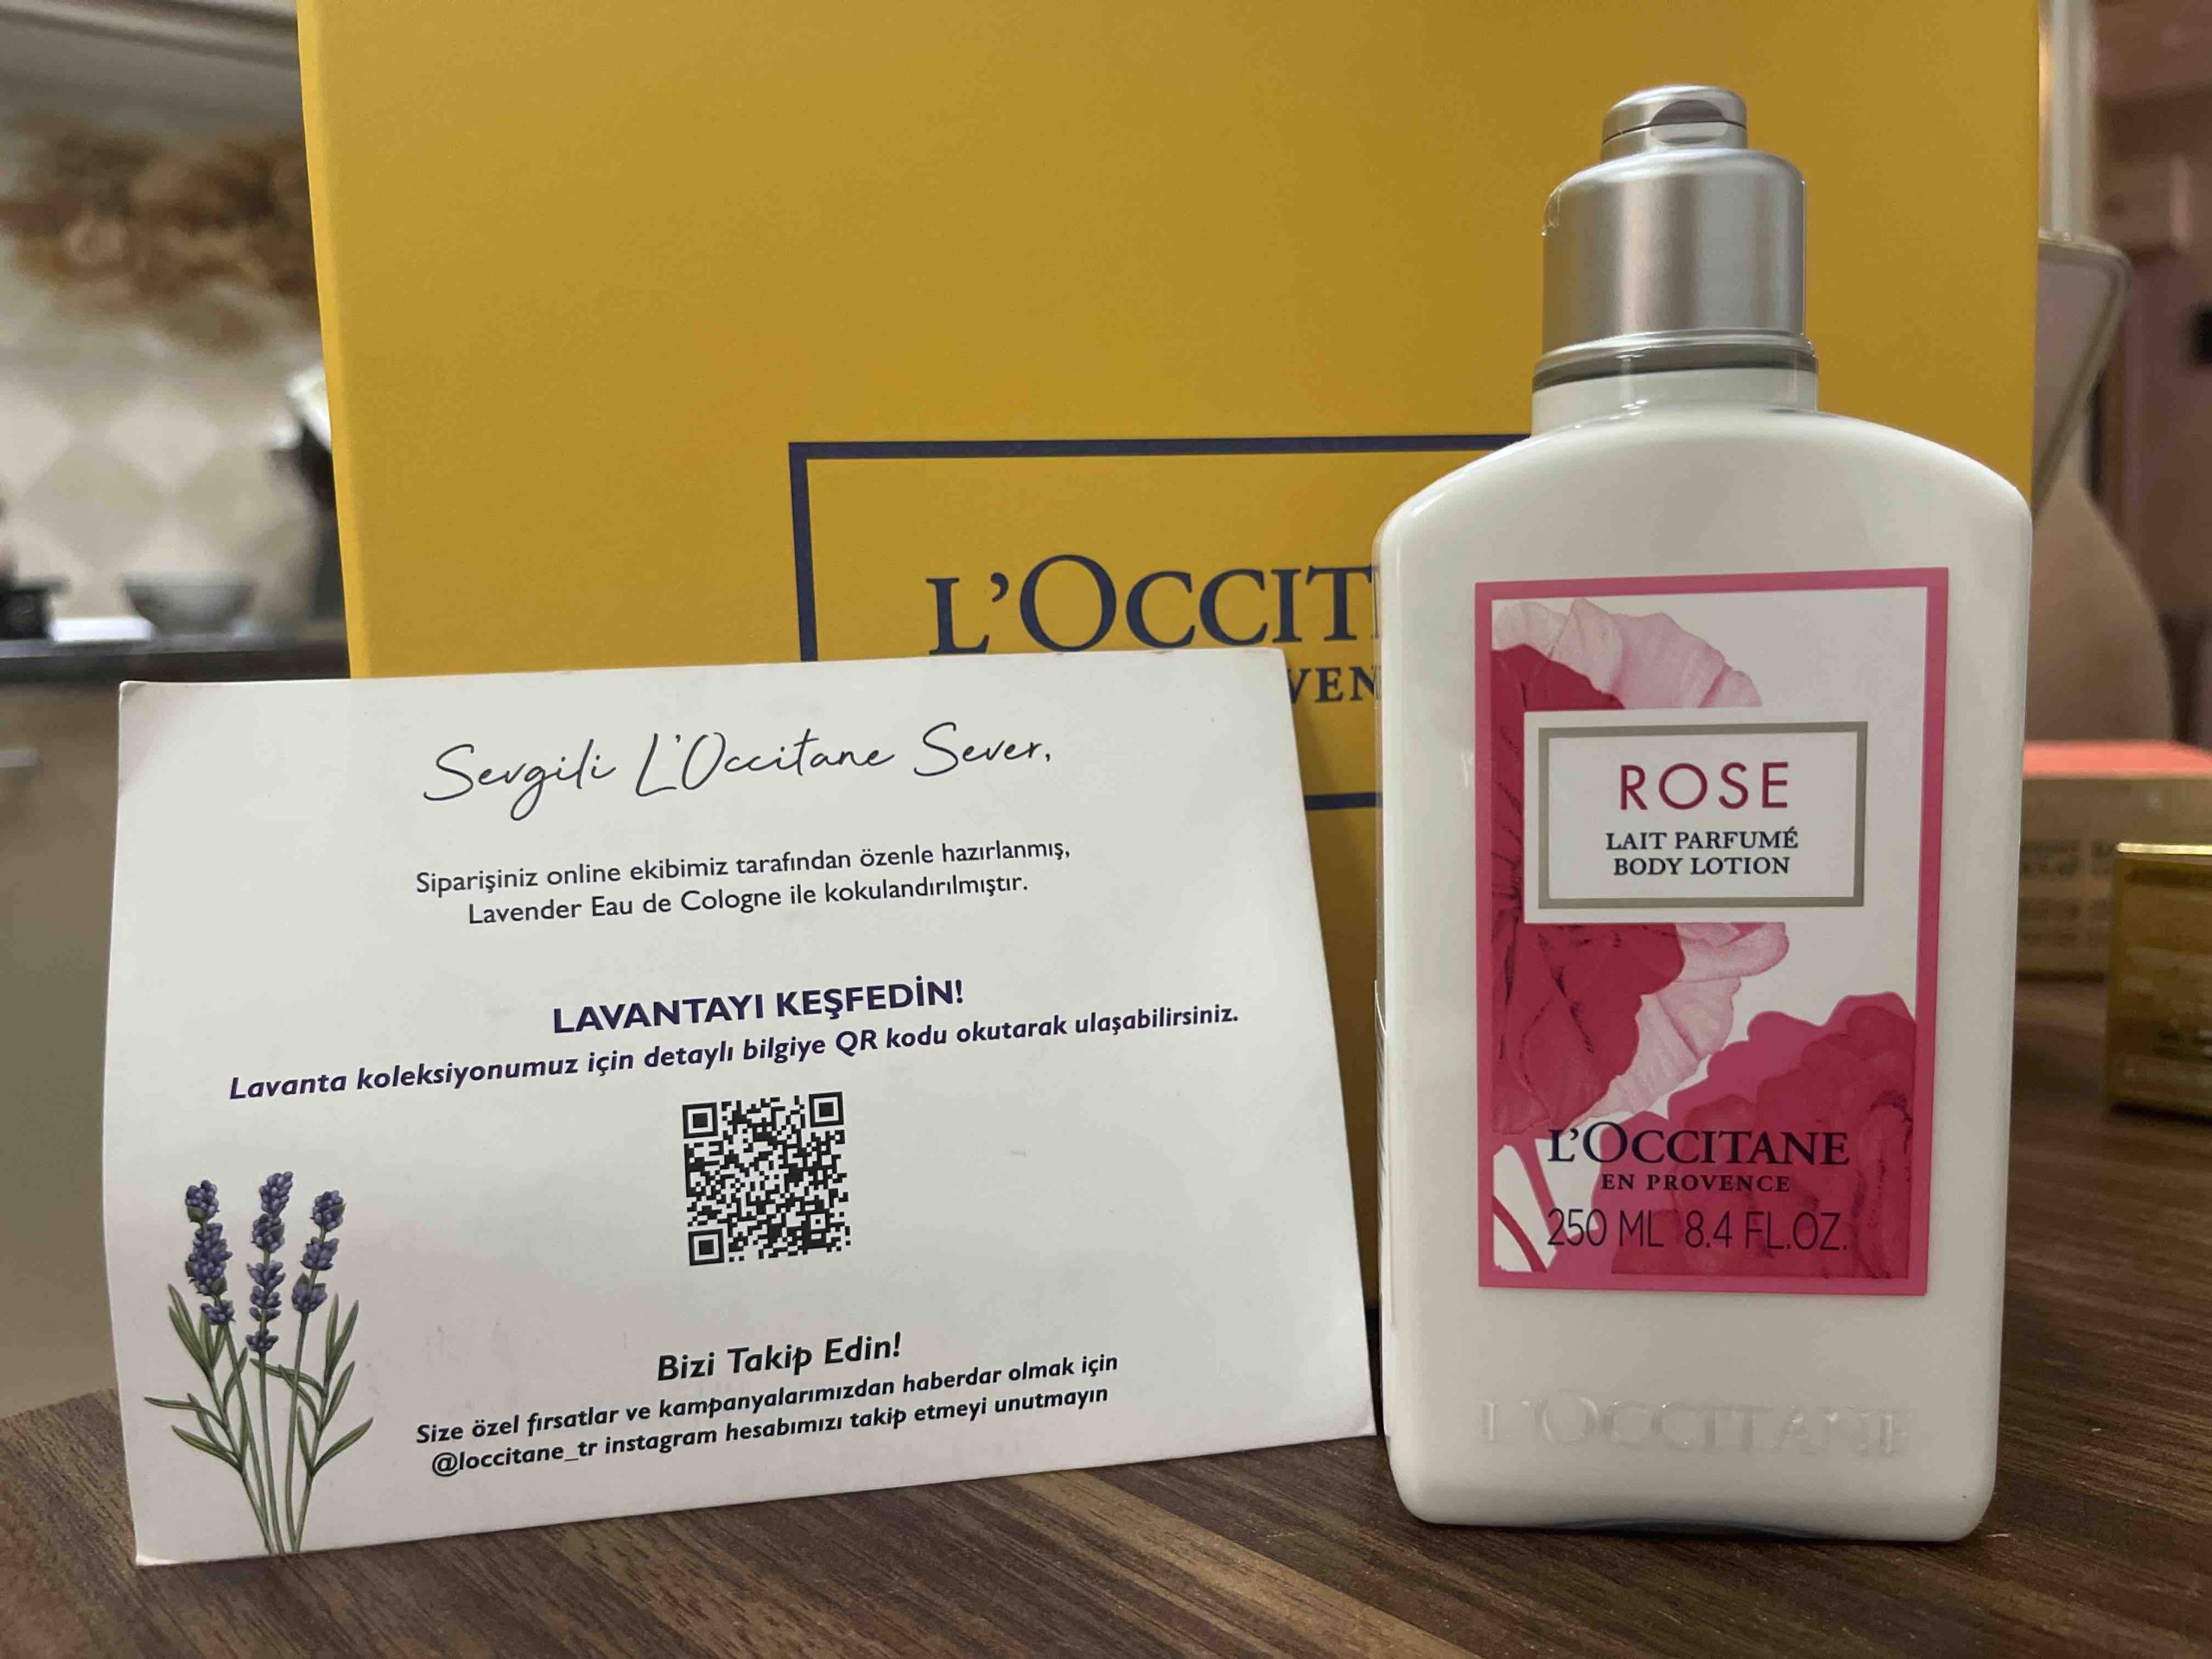 L'OCCIT
VEN
Sevgili L'Occitane Sever,
Siparişiniz online ekibimiz tarafından özenle hazırlanmış,
Lavender Eau de Cologne ile kokulandırılmıştır.
LAVANTAYI KEŞFEDİN!
Lavanta koleksiyonumuz için detaylı bilgiye QR kodu okutarak ulaşabilirsiniz.
Bizi Takip Edin!
Size özel fırsatlar ve kampanyalarımızdan haberdar olmak için
@loccitane_tr instagram hesabımızı takip etmeyi unutmayın
ROSE
LAIT PARFUMÉ
BODY LOTION
L'OCCITANE
EN PROVENCE
250 ML 8.4 FL.OZ.
L'OCCITANE